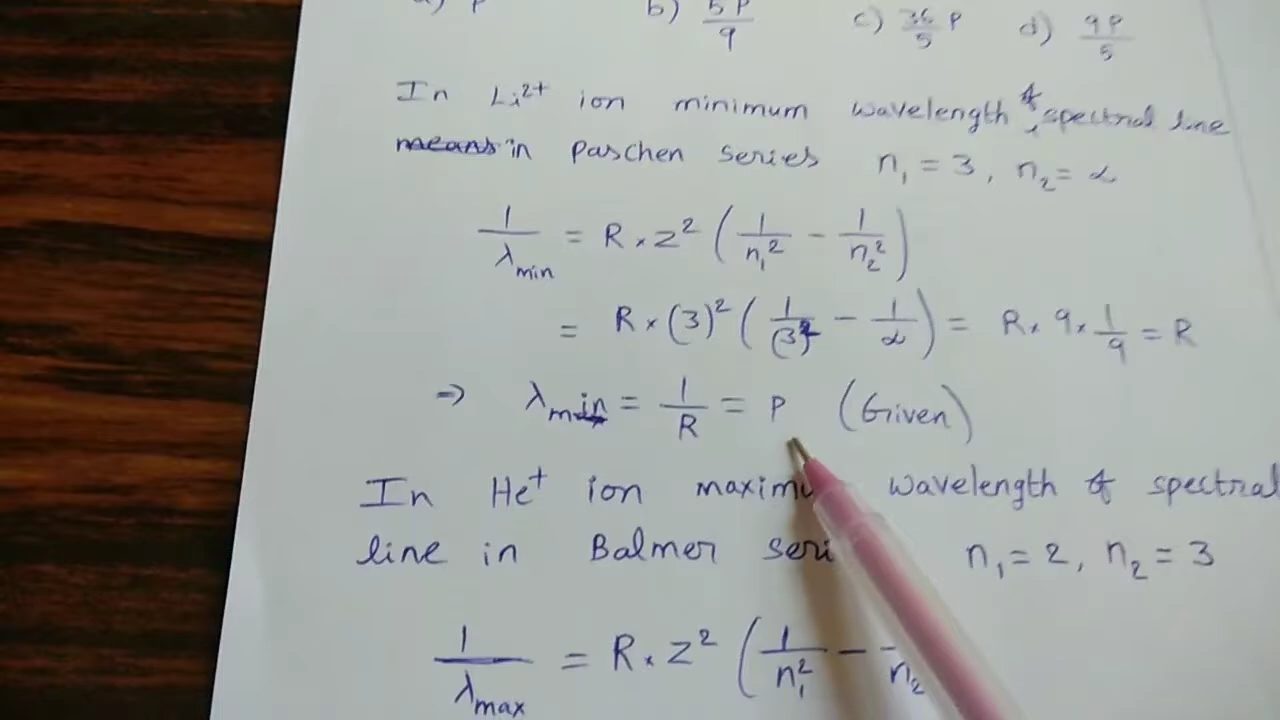 a) P b) 5P/9 c) 36/5 P d) 9P/5
In Li²⁺ ion minimum wavelength of spectral line
means in paschen series n₁ = 3, n₂ = ∝
1/λmin = R × Z² (1/n₁² − 1/n₂²)
= R × (3)² (1/(3)² − 1/∝) = R × 9 × 1/9 = R
⇒ λmin = 1/R = P (Given)
In He⁺ ion wavelength of spectral
line in Balmer n₁ = 2, n₂ = 3
1/λmax = R × Z² (1/n₁² − n₂